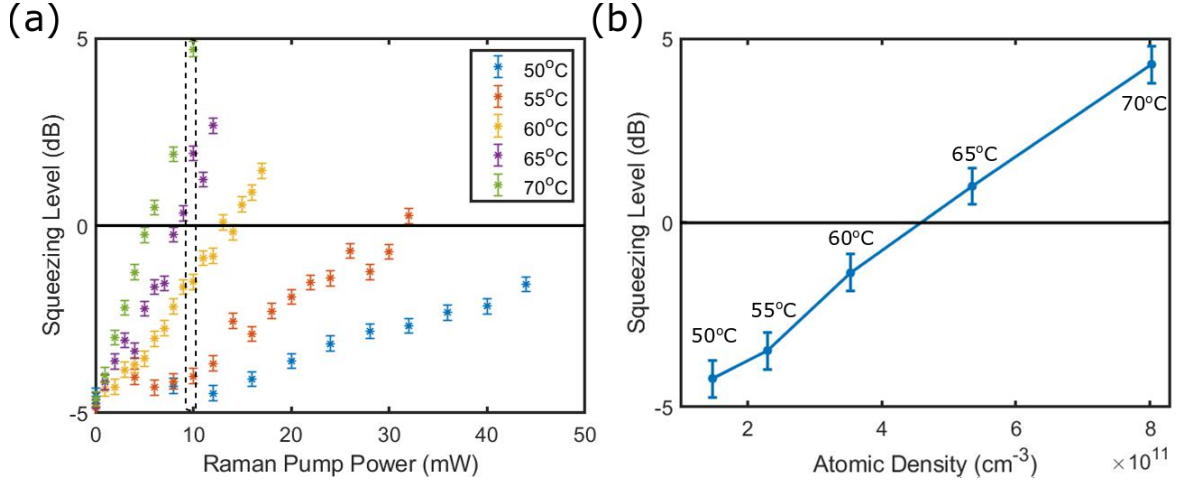 (a)
5
0
-5
Squeezing Level (dB)
0
10
20
30
40
50
Raman Pump Power (mW)
50°C
55°C
60°C
65°C
70°C
(b)
5
0
-5
Squeezing Level (dB)
50°C
55°C
60°C
65°C
70°C
2
4
6
8
× 10¹¹
Atomic Density (cm⁻³)